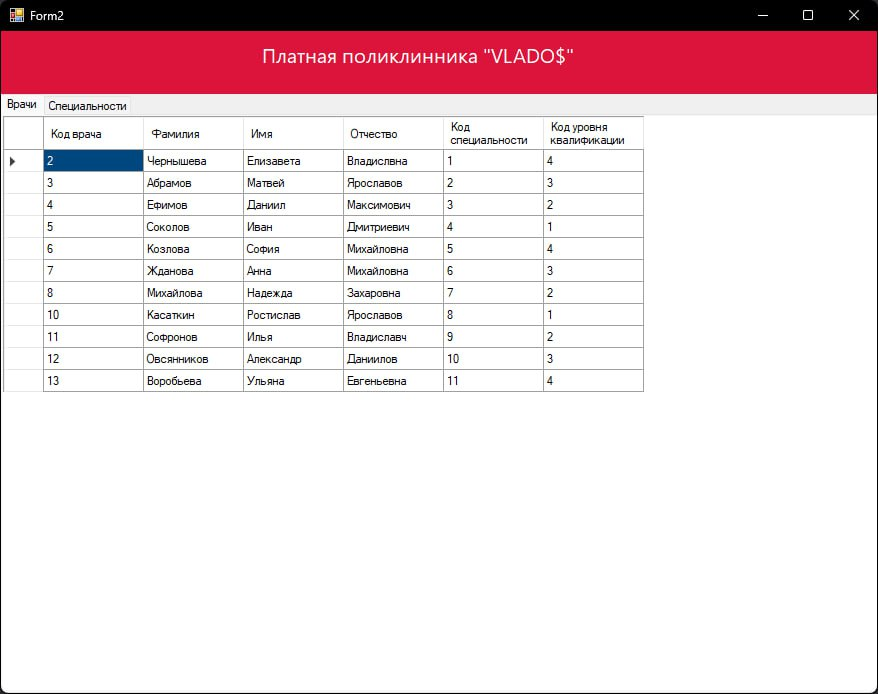 Form2
Платная поликлинника "VLADO$"
Врачи Специальности
Код врача Фамилия Имя Отчество Код специальности Код уровня квалификации
2 Чернышева Елизавета Владислвна 1 4
3 Абрамов Матвей Ярославов 2 3
4 Ефимов Даниил Максимович 3 2
5 Соколов Иван Дмитриевич 4 1
6 Козлова София Михайловна 5 4
7 Жданова Анна Михайловна 6 3
8 Михайлова Надежда Захаровна 7 2
10 Касаткин Ростислав Ярославов 8 1
11 Софронов Илья Владиславч 9 2
12 Овсянников Александр Даниилов 10 3
13 Воробьева Ульяна Евгеньевна 11 4